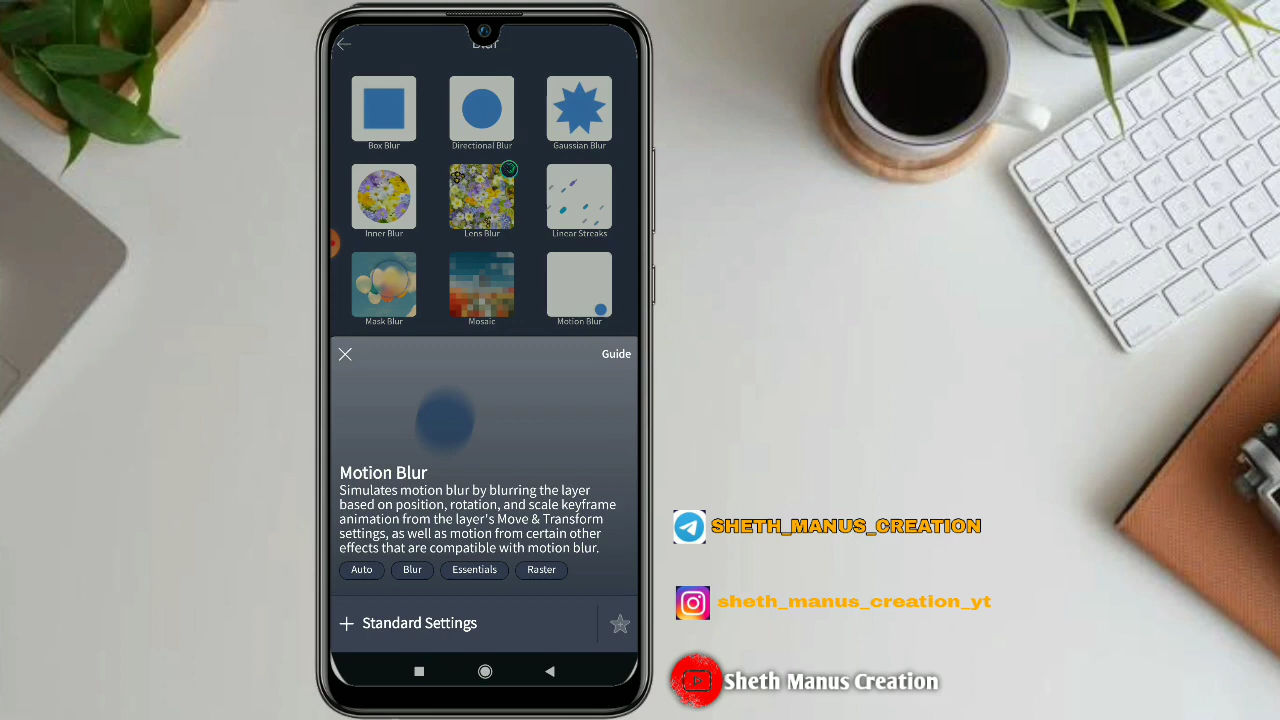 Blur
Box Blur
Directional Blur
Gaussian Blur
Inner Blur
Lens Blur
Linear Streaks
Mask Blur
Mosaic
Motion Blur
Guide
Motion Blur
Simulates motion blur by blurring the layer
based on position, rotation, and scale keyframe
animation from the layer's Move & Transform
settings, as well as motion from certain other
effects that are compatible with motion blur.
Auto
Blur
Essentials
Raster
+ Standard Settings
SHETH_MANUS_CREATION
sheth_manus_creation_yt
Sheth Manus Creation